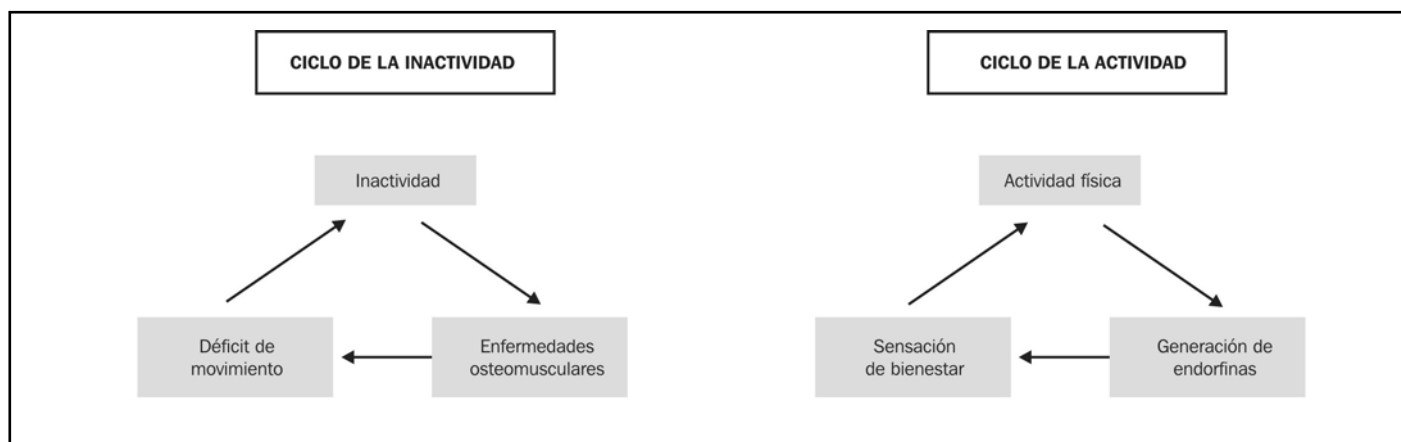 CICLO DE LA INACTIVIDAD
Inactividad
Déficit de
movimiento
Enfermedades
osteomusculares
CICLO DE LA ACTIVIDAD
Actividad física
Sensación
de bienestar
Generación de
endorfinas